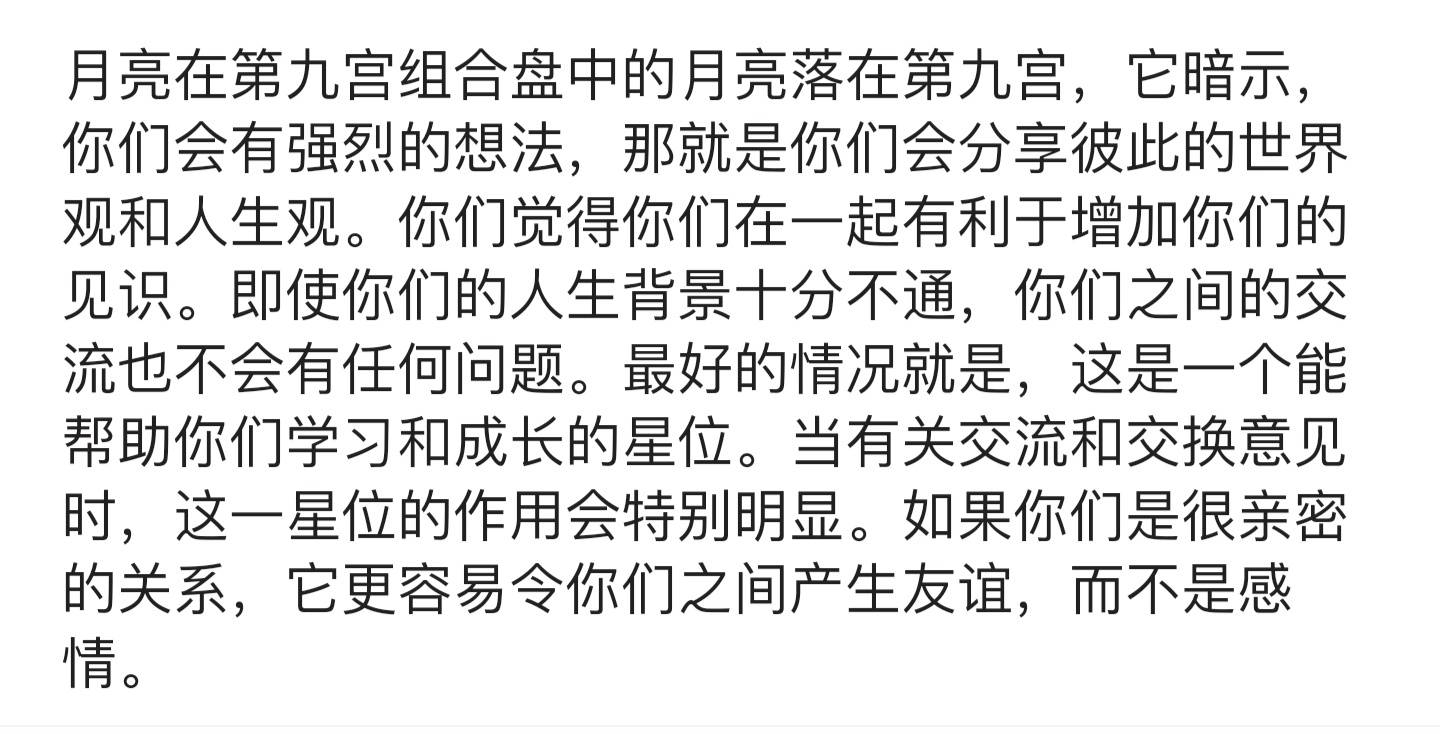 月亮在第九宫组合盘中的月亮落在第九宫，它暗示，
你们会有强烈的想法，那就是你们会分享彼此的世界
观和人生观。你们觉得你们在一起有利于增加你们的
见识。即使你们的人生背景十分不通，你们之间的交
流也不会有任何问题。最好的情况就是，这是一个能
帮助你们学习和成长的星位。当有关交流和交换意见
时，这一星位的作用会特别明显。如果你们是很亲密
的关系，它更容易令你们之间产生友谊，而不是感
情。